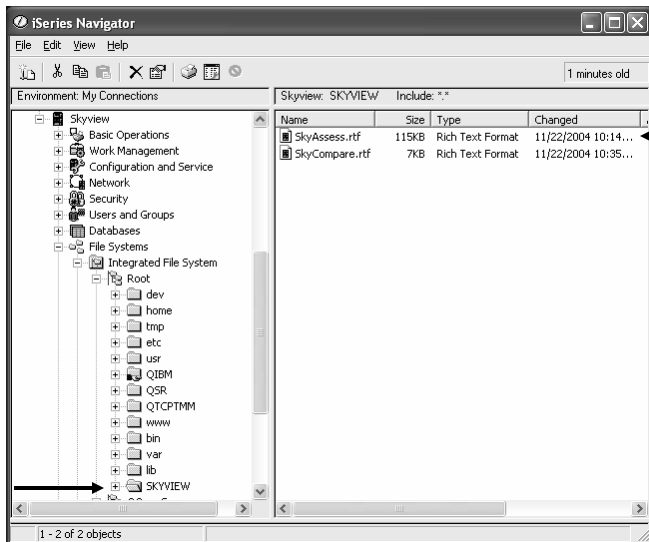 iSeries Navigator
File Edit View Help
1 minutes old
Environment: My Connections
Skyview: SKYVIEW Include: *.*
Skyview
Basic Operations
Work Management
Configuration and Service
Network
Security
Users and Groups
Databases
File Systems
Integrated File System
Root
dev
home
tmp
etc
usr
QIBM
QSR
QTCPTMM
www
bin
var
lib
SKYVIEW
Name Size Type Changed
SkyAssess.rtf 115KB Rich Text Format 11/22/2004 10:14...
SkyCompare.rtf 7KB Rich Text Format 11/22/2004 10:35...
1 - 2 of 2 objects